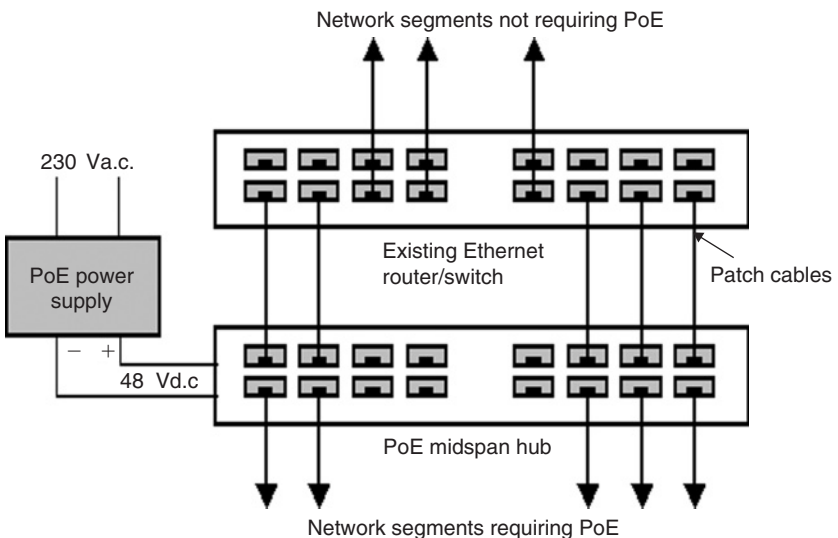 Network segments not requiring PoE
230 Va.c.
PoE power
supply
Existing Ethernet
router/switch
Patch cables
− +
48 Vd.c
PoE midspan hub
Network segments requiring PoE